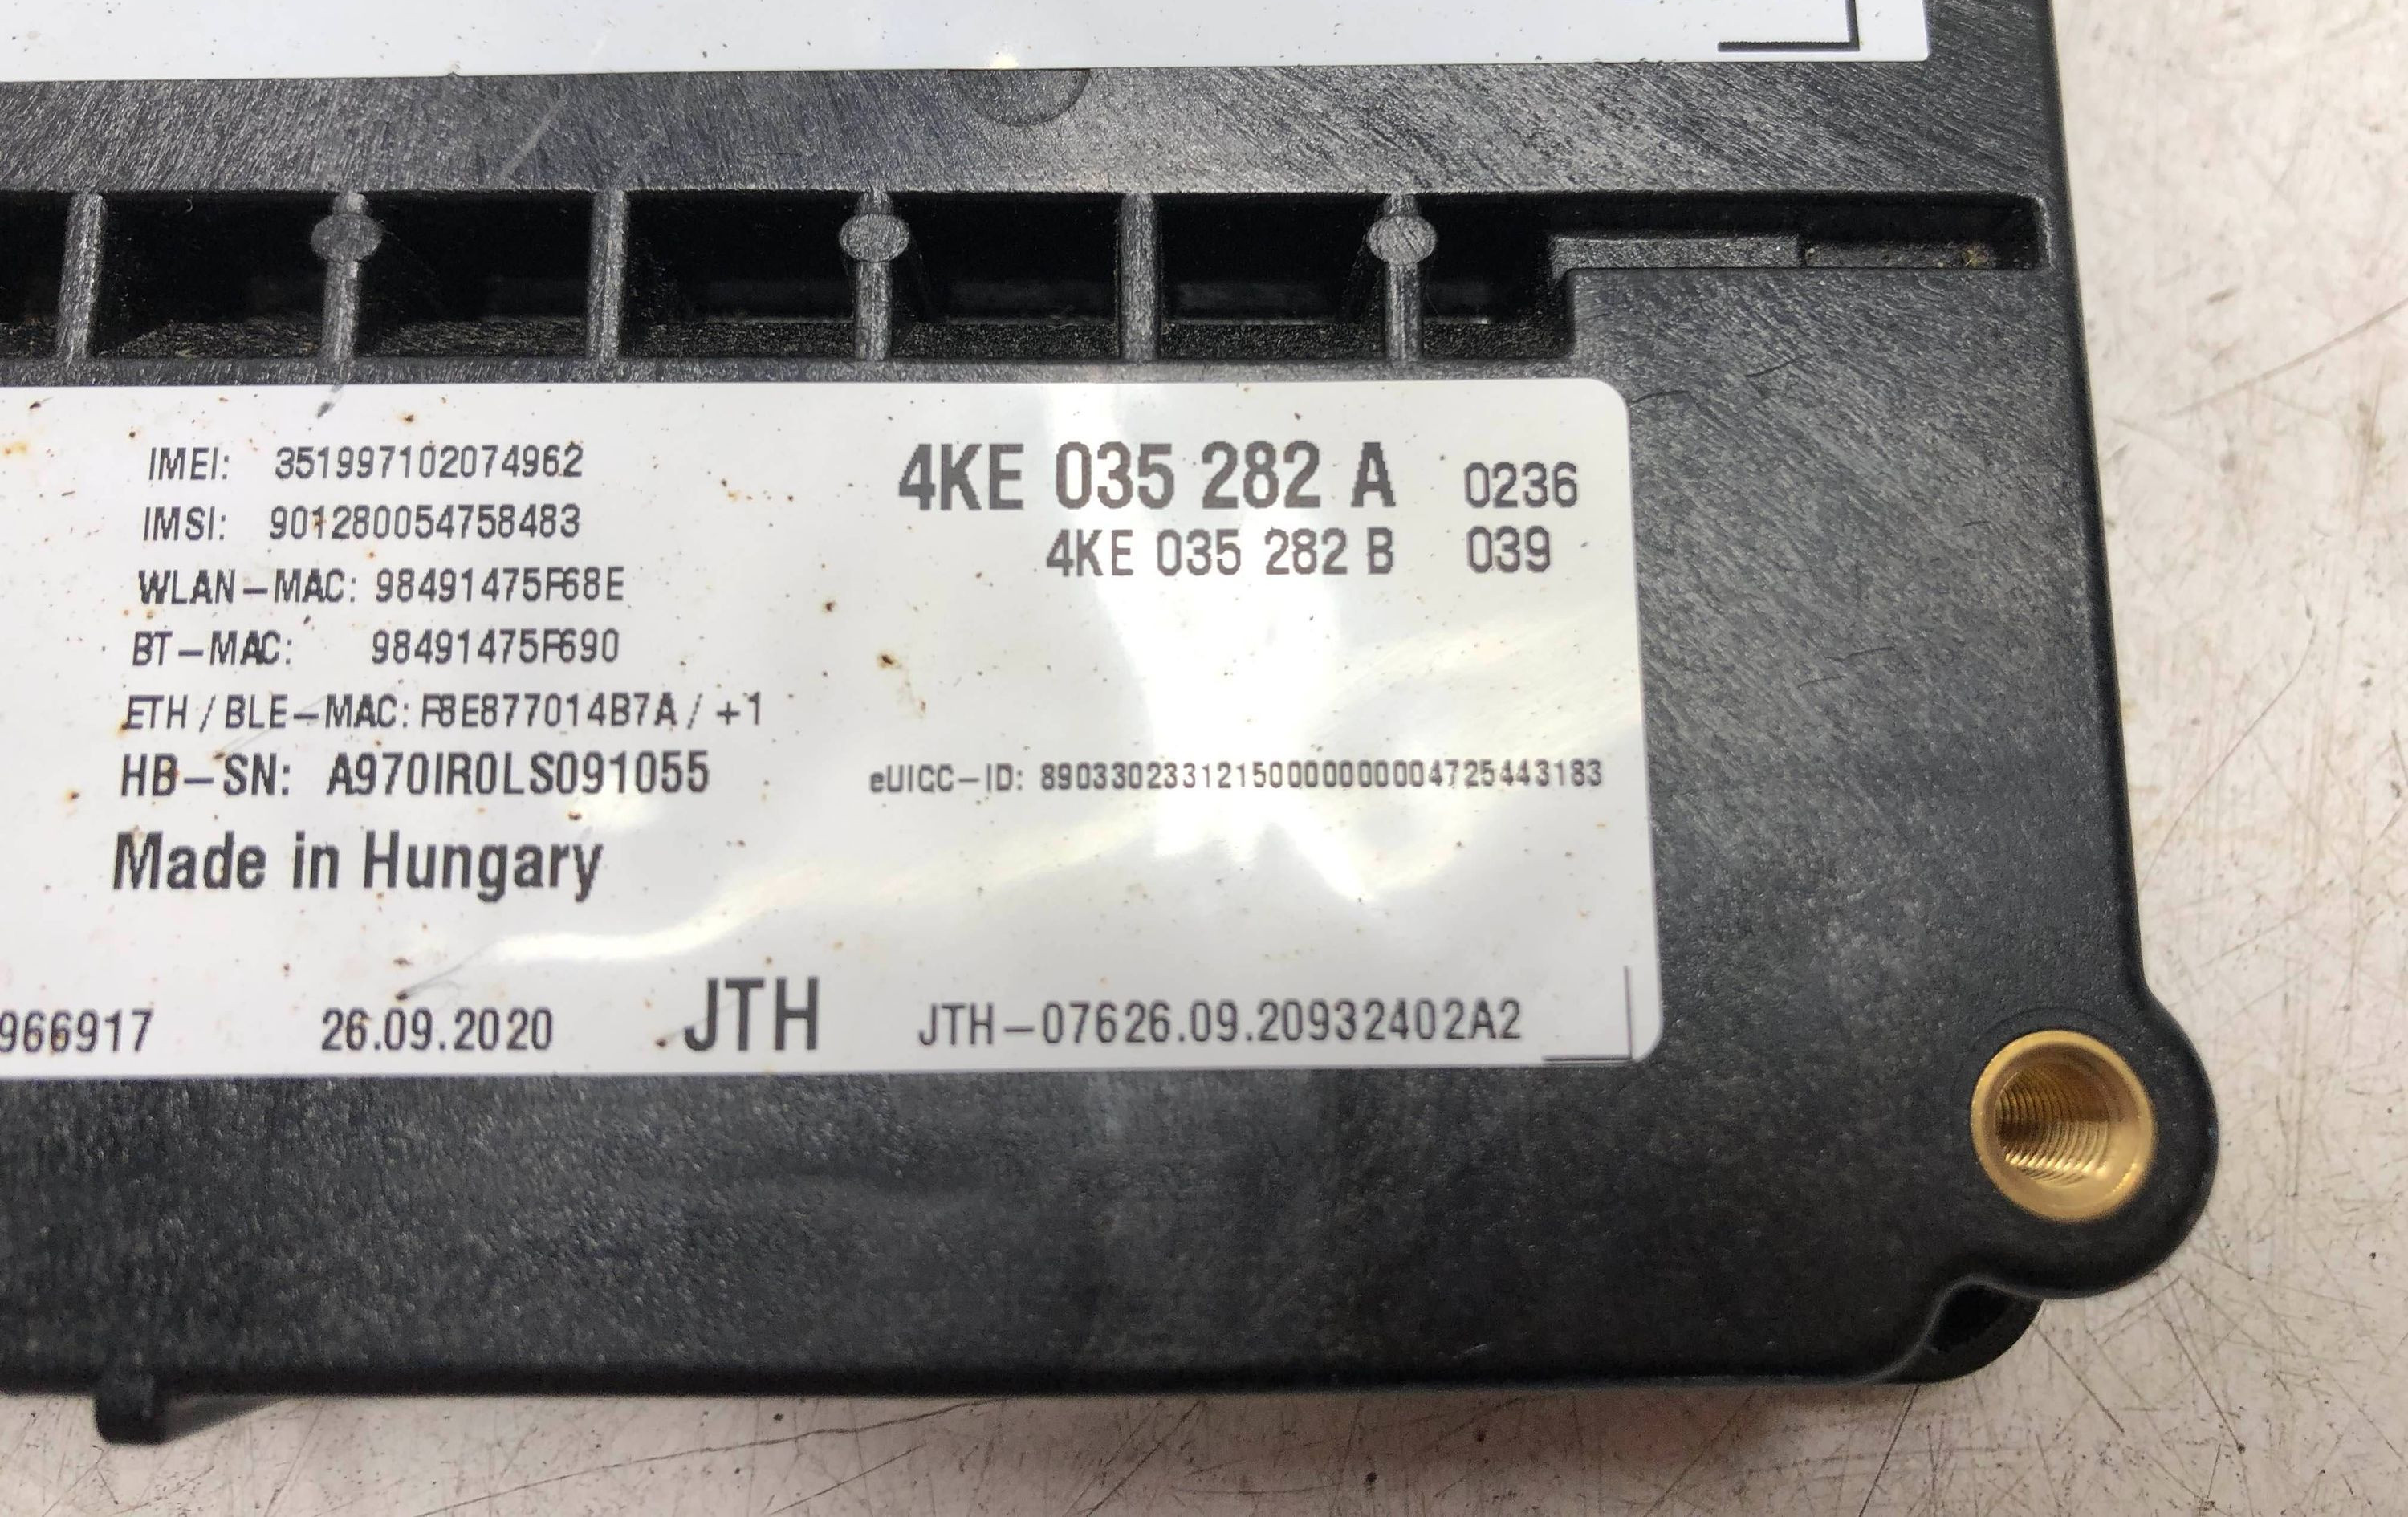 IMEI: 351997102074962
IMSI: 901280054758483
WLAN-MAC: 98491475F68E
BT-MAC: 98491475F690
ETH / BLE-MAC: F8E877014B7A / +1
HB-SN: A970IR0LS091055
Made in Hungary
4KE 035 282 A 0236
4KE 035 282 B 039
eUICC-ID: 89033023312150000000004725443183
966917 26.09.2020 JTH JTH-07626.09.20932402A2